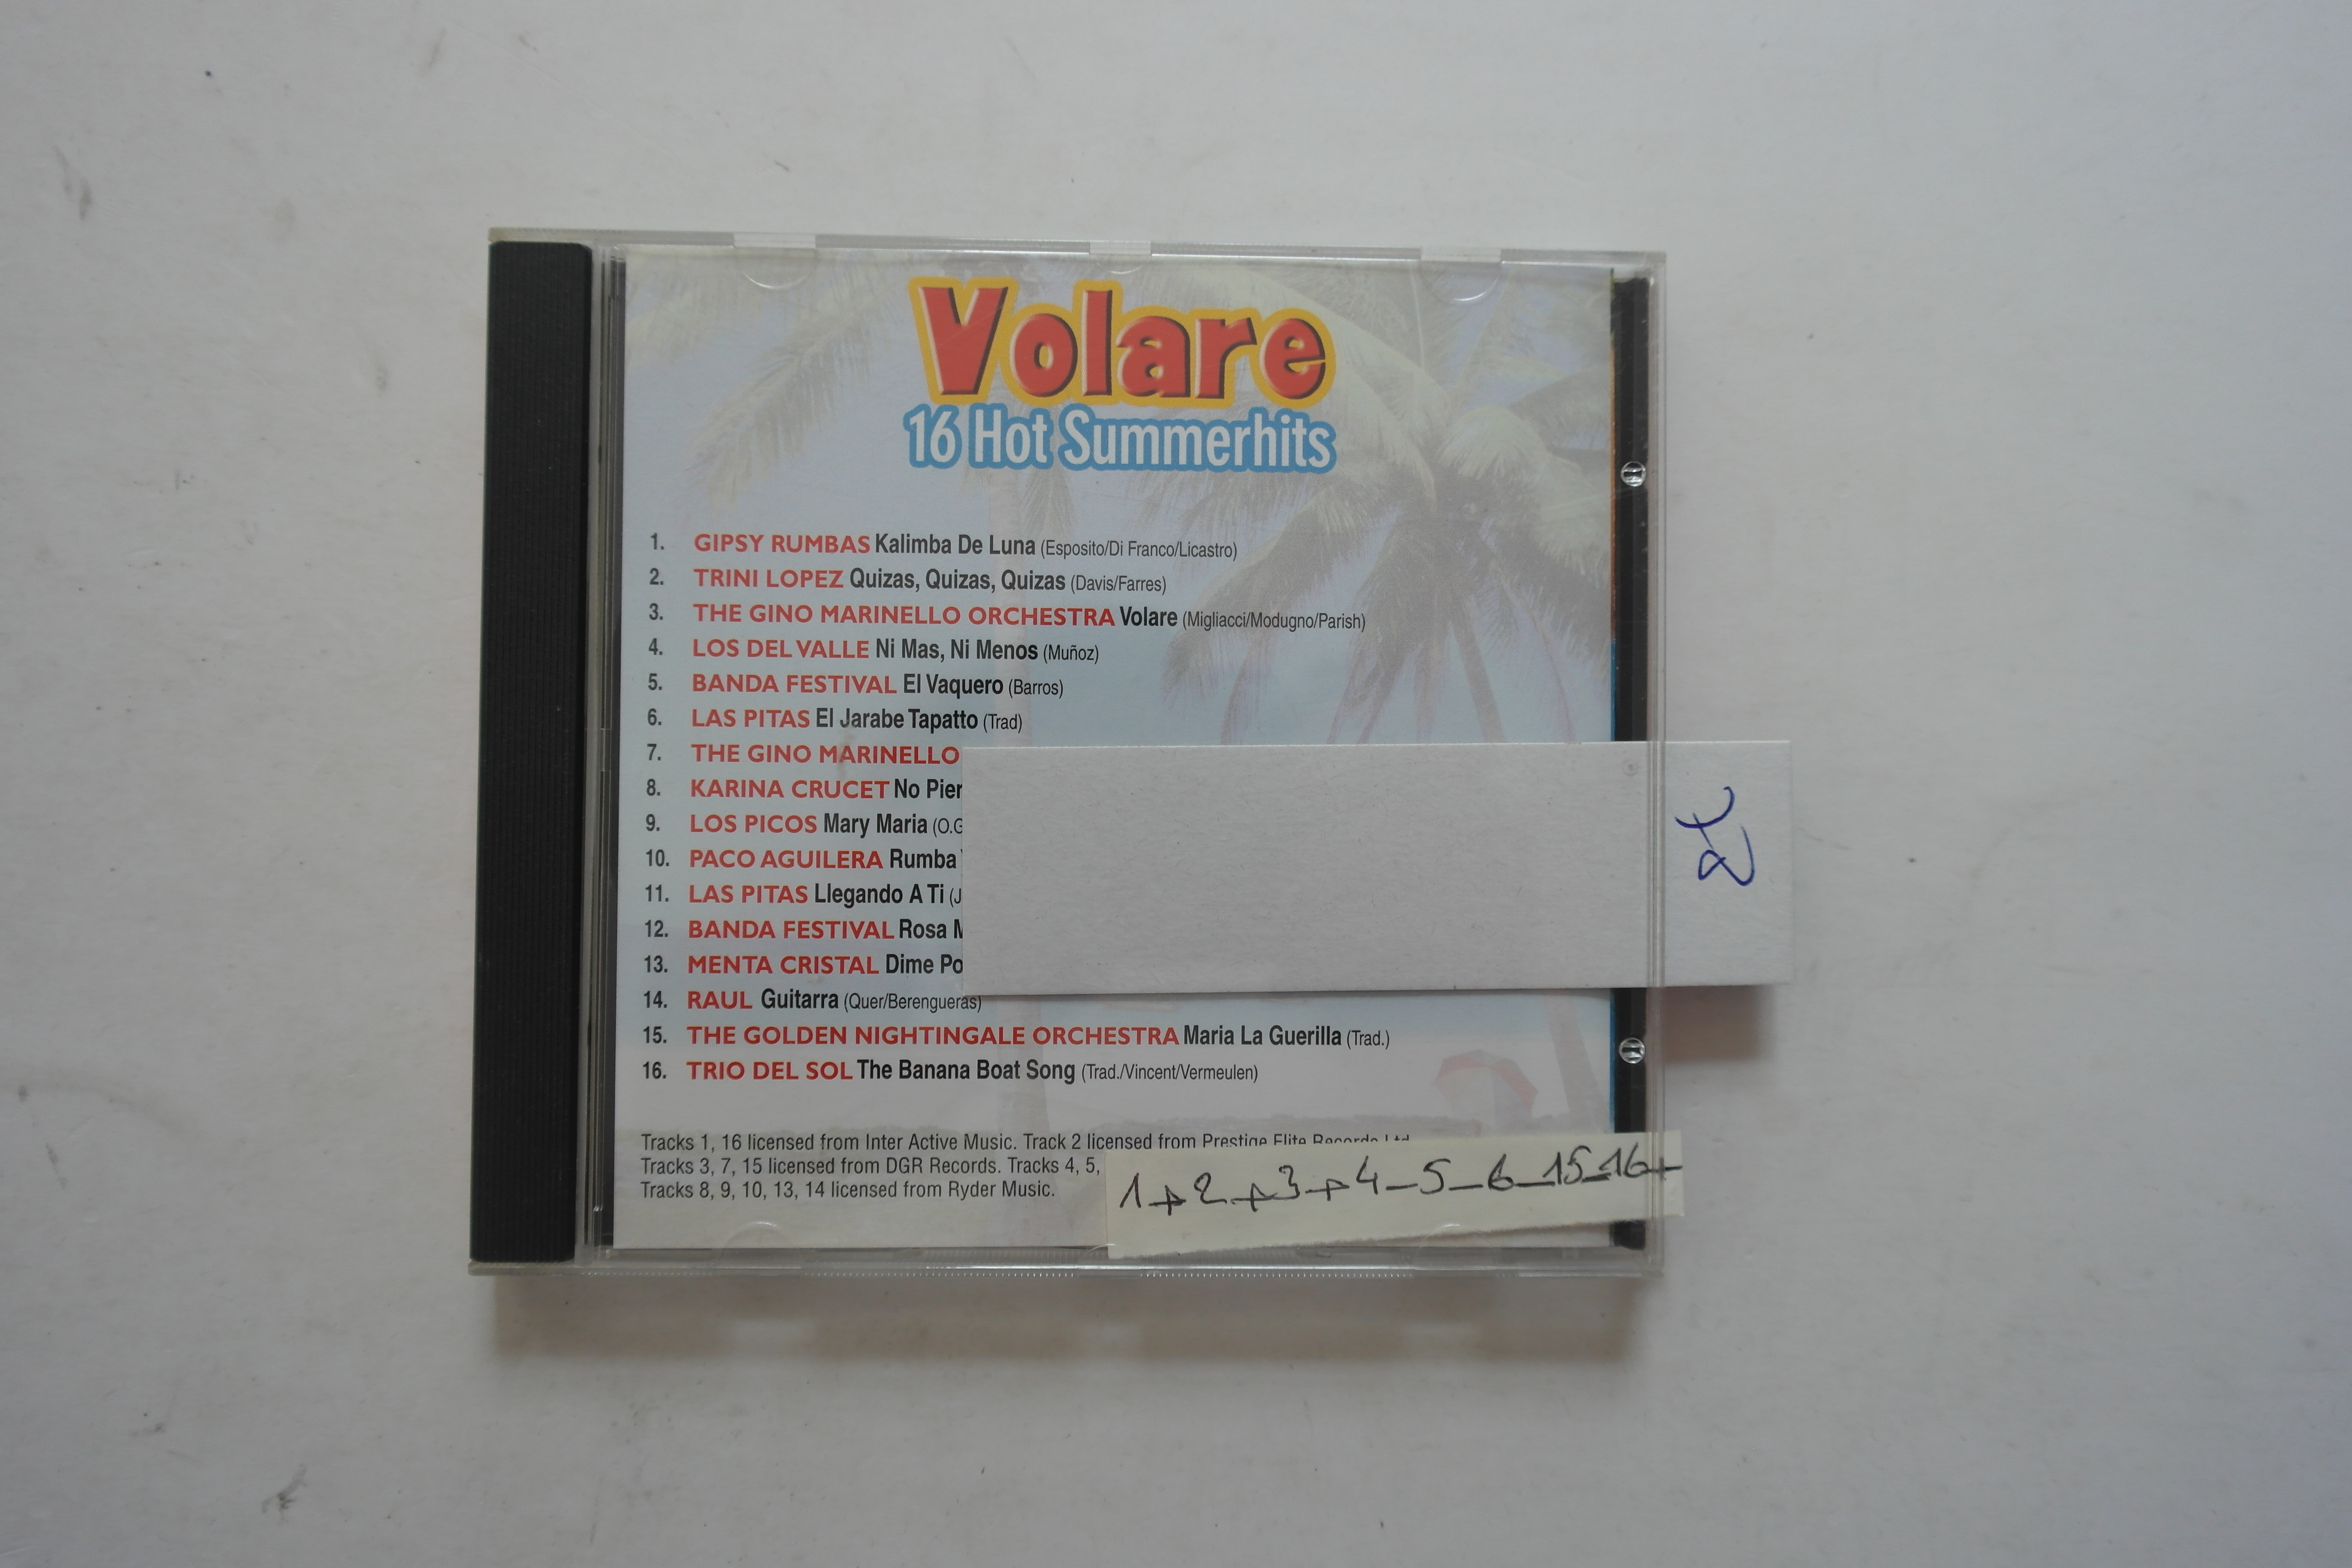 Volare
16 Hot Summerhits
1. GIPSY RUMBAS Kalimba De Luna (Esposito/Di Franco/Licastro)
2. TRINI LOPEZ Quizas, Quizas, Quizas (Davis/Farres)
3. THE GINO MARINELLO ORCHESTRA Volare (Migliacci/Modugno/Parish)
4. LOS DEL VALLE Ni Mas, Ni Menos (Muñoz)
5. BANDA FESTIVAL El Vaquero (Barros)
6. LAS PITAS El Jarabe Tapatto (Trad)
7. THE GINO MARINELLO
8. KARINA CRUCET No
9. LOS PICOS Mary Maria
10. PACO AGUILERA Rumba
11. LAS PITAS Llegando A Ti
12. BANDA FESTIVAL Rosa
13. MENTA CRISTAL Dime
14. RAUL Guitarra (Quer/Berengueras)
15. THE GOLDEN NIGHTINGALE ORCHESTRA Maria La Guerilla (Trad.)
16. TRIO DEL SOL The Banana Boat Song (Trad./Vincent/Vermeulen)
Tracks 1, 16 licensed from Inter Active Music. Track 2 licensed from Prestige Elite Records Ltd
Tracks 3, 7, 15 licensed from DGR Records. Tracks 4, 5,
Tracks 8, 9, 10, 13, 14 licensed from Ryder Music.
1 + 2 + 3 + 4 - 5 - 6 - 15 - 16 +